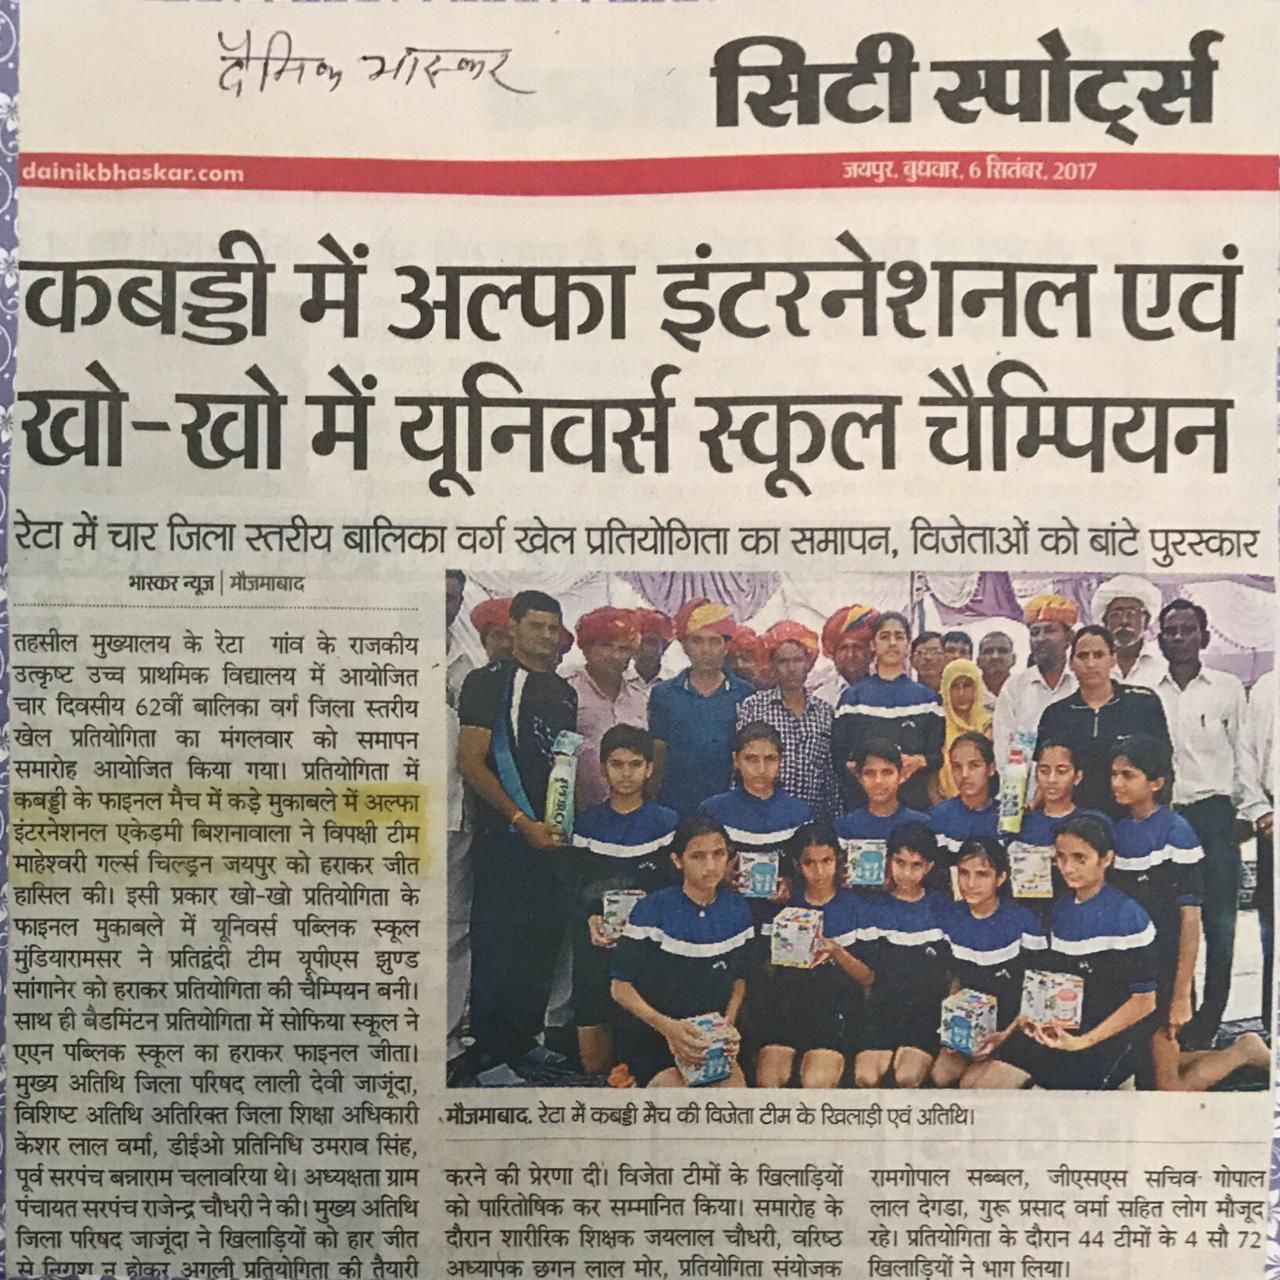 दैनिक भास्कर
सिटी स्पोर्ट्स
dainikbhaskar.com
जयपुर, बुधवार, 6 सितंबर, 2017
कबड्डी में अल्फा इंटरनेशनल एवं
खो-खो में यूनिवर्स स्कूल चैम्पियन
रेटा में चार जिला स्तरीय बालिका वर्ग खेल प्रतियोगिता का समापन, विजेताओं को बांटे पुरस्कार
भास्कर न्यूज | मौजमाबाद
तहसील मुख्यालय के रेटा गांव के राजकीय
उत्कृष्ट उच्च प्राथमिक विद्यालय में आयोजित
चार दिवसीय 62वीं बालिका वर्ग जिला स्तरीय
खेल प्रतियोगिता का मंगलवार को समापन
समारोह आयोजित किया गया। प्रतियोगिता में
कबड्डी के फाइनल मैच में कड़े मुकाबले में अल्फा
इंटरनेशनल एकेडमी बिशनावाला ने विपक्षी टीम
माहेश्वरी गर्ल्स चिल्ड्रन जयपुर को हराकर जीत
हासिल की। इसी प्रकार खो-खो प्रतियोगिता के
फाइनल मुकाबले में यूनिवर्स पब्लिक स्कूल
मुंडियारामसर ने प्रतिद्वंदी टीम यूपीएस झुण्ड
सांगानेर को हराकर प्रतियोगिता की चैम्पियन बनी।
साथ ही बैडमिंटन प्रतियोगिता में सोफिया स्कूल ने
एएन पब्लिक स्कूल का हराकर फाइनल जीता।
मुख्य अतिथि जिला परिषद लाली देवी जाजूंदा,
विशिष्ट अतिथि अतिरिक्त जिला शिक्षा अधिकारी
केशर लाल वर्मा, डीईओ प्रतिनिधि उमराव सिंह,
पूर्व सरपंच बन्नाराम चलावरिया थे। अध्यक्षता ग्राम
पंचायत सरपंच राजेन्द्र चौधरी ने की। मुख्य अतिथि
जिला परिषद जाजूंदा ने खिलाड़ियों को हार जीत
से निराश न होकर अगली प्रतियोगिता की तैयारी
मौजमाबाद. रेटा में कबड्डी मैच की विजेता टीम के खिलाड़ी एवं अतिथि।
करने की प्रेरणा दी। विजेता टीमों के खिलाड़ियों
को पारितोषिक कर सम्मानित किया। समारोह के
दौरान शारीरिक शिक्षक जयलाल चौधरी, वरिष्ठ
अध्यापक छगन लाल मोर, प्रतियोगिता संयोजक
रामगोपाल सब्बल, जीएसएस सचिव गोपाल
लाल देगडा, गुरू प्रसाद वर्मा सहित लोग मौजूद
रहे। प्रतियोगिता के दौरान 44 टीमों के 4 सौ 72
खिलाड़ियों ने भाग लिया।